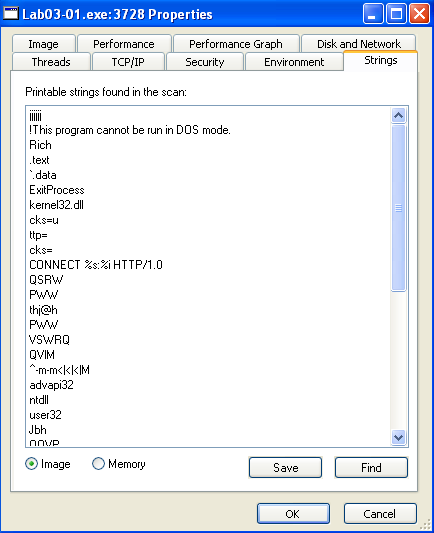 Lab03-01.exe:3728 Properties
Image Performance Performance Graph Disk and Network
Threads TCP/IP Security Environment Strings
Printable strings found in the scan:
!This program cannot be run in DOS mode.
Rich
.text
`.data
ExitProcess
kernel32.dll
cks=u
ttp=
cks=
CONNECT %s:%i HTTP/1.0
QSRW
PWW
thj@h
PWW
VSWRQ
QVIM
^-m-m<|<|<|M
advapi32
ntdll
user32
Jbh
QQVP
Image Memory Save Find
OK Cancel